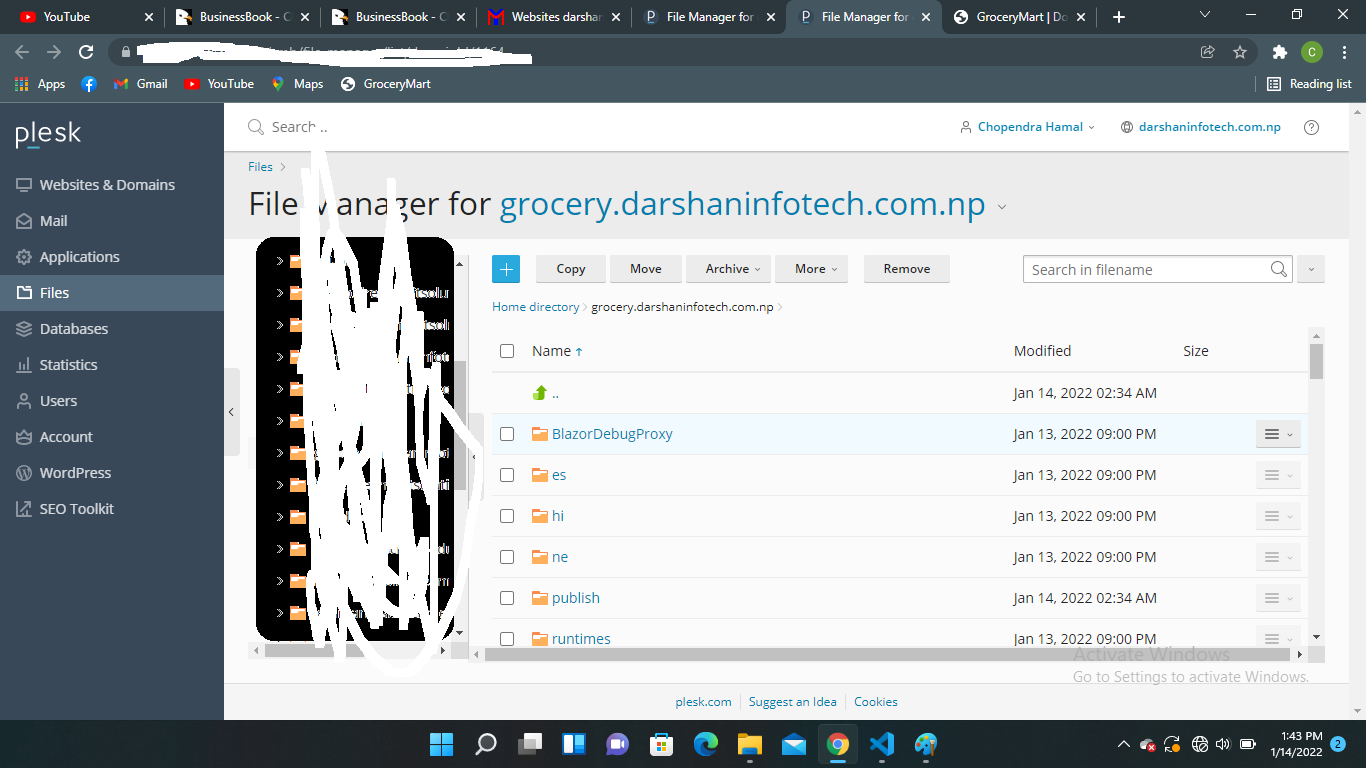 YouTube
BusinessBook - C
BusinessBook - C
Websites darshan
File Manager for
File Manager for
GroceryMart | Do
C
Apps
Gmail
YouTube
Maps
GroceryMart
Reading list
plesk
Search ..
Chopendra Hamal
darshaninfotech.com.np
Websites & Domains
Mail
Applications
Files
Databases
Statistics
Users
Account
WordPress
SEO Toolkit
Files
File Manager for grocery.darshaninfotech.com.np
Copy Move Archive More Remove
Search in filename
Home directory grocery.darshaninfotech.com.np
Name ↑ Modified Size
.. Jan 14, 2022 02:34 AM
BlazorDebugProxy Jan 13, 2022 09:00 PM
es Jan 13, 2022 09:00 PM
hi Jan 13, 2022 09:00 PM
ne Jan 13, 2022 09:00 PM
publish Jan 14, 2022 02:34 AM
runtimes Jan 13, 2022 09:00 PM
Activate Windows
Go to Settings to activate Windows.
plesk.com Suggest an Idea Cookies
1:43 PM
1/14/2022
2